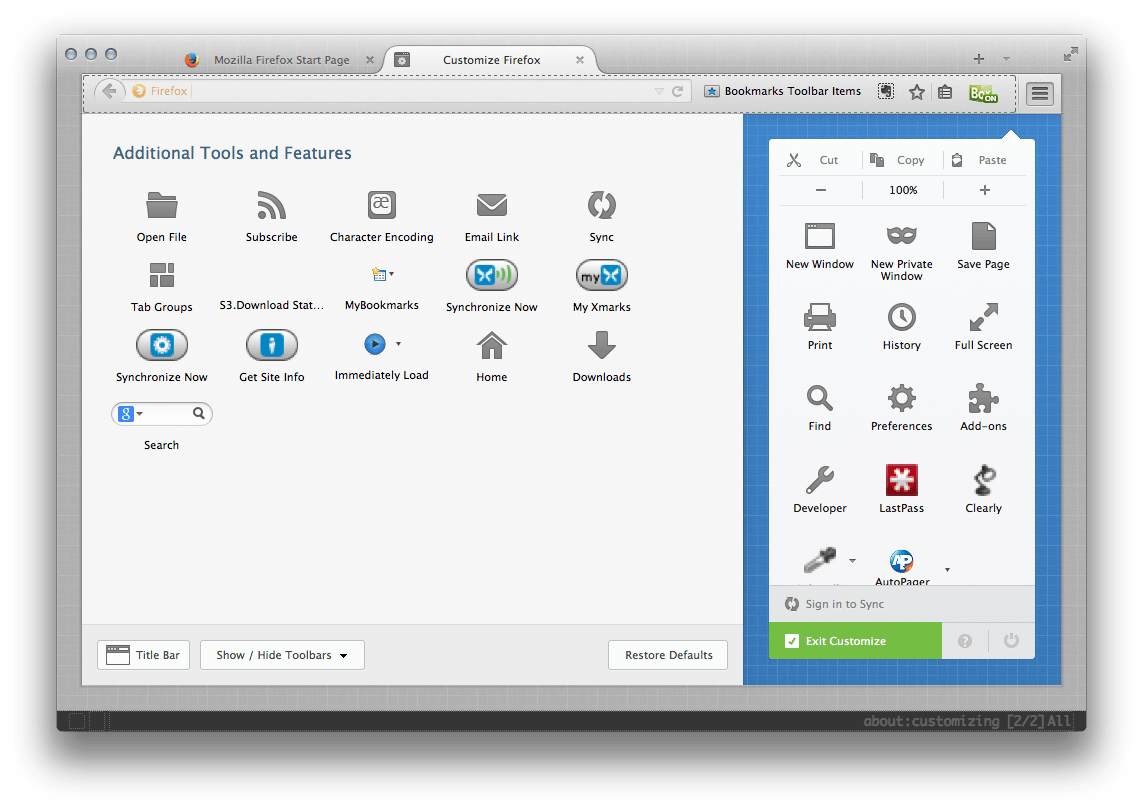 Mozilla Firefox Start Page
Customize Firefox
Firefox
Bookmarks Toolbar Items
ON
Additional Tools and Features
Open File
Subscribe
æ
Character Encoding
Email Link
Sync
Tab Groups
S3.Download Stat...
MyBookmarks
Synchronize Now
my
My Xmarks
Synchronize Now
Get Site Info
Immediately Load
Home
Downloads
8
Search
Cut
Copy
Paste
100%
New Window
New Private
Window
Save Page
Print
History
Full Screen
Find
Preferences
Add-ons
Developer
LastPass
Clearly
AP
AutoPager
Sign in to Sync
Exit Customize
?
Title Bar
Show / Hide Toolbars
Restore Defaults
about:customizing [2/2]All